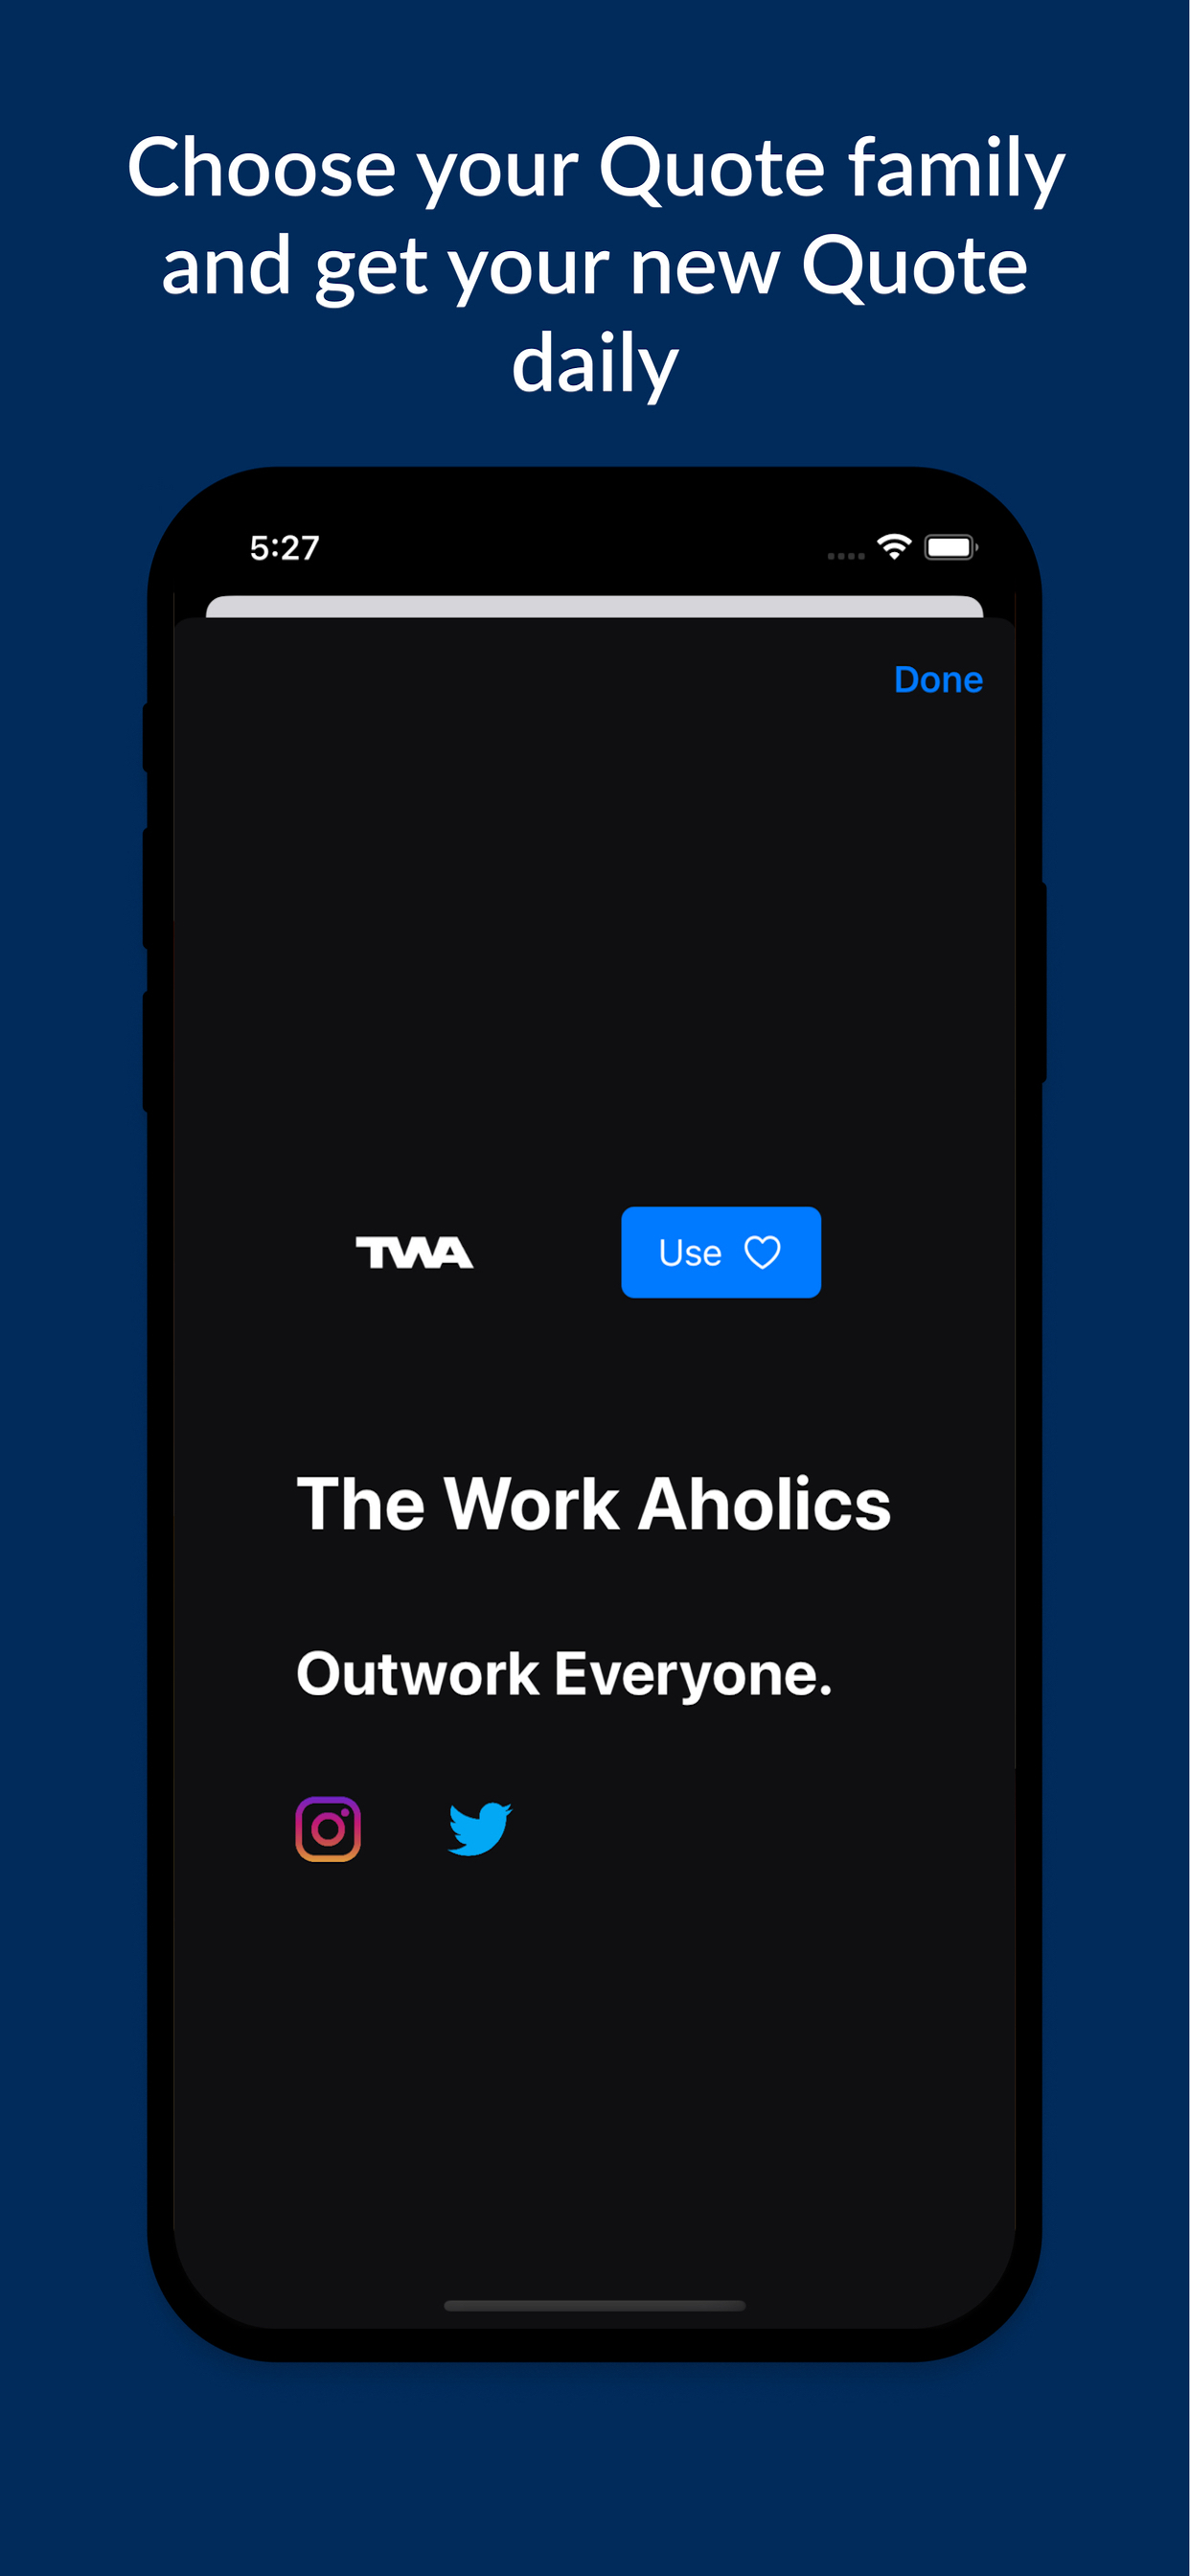 Choose your Quote family
and get your new Quote
daily
5:27
Done
TWA
Use
The Work Aholics
Outwork Everyone.